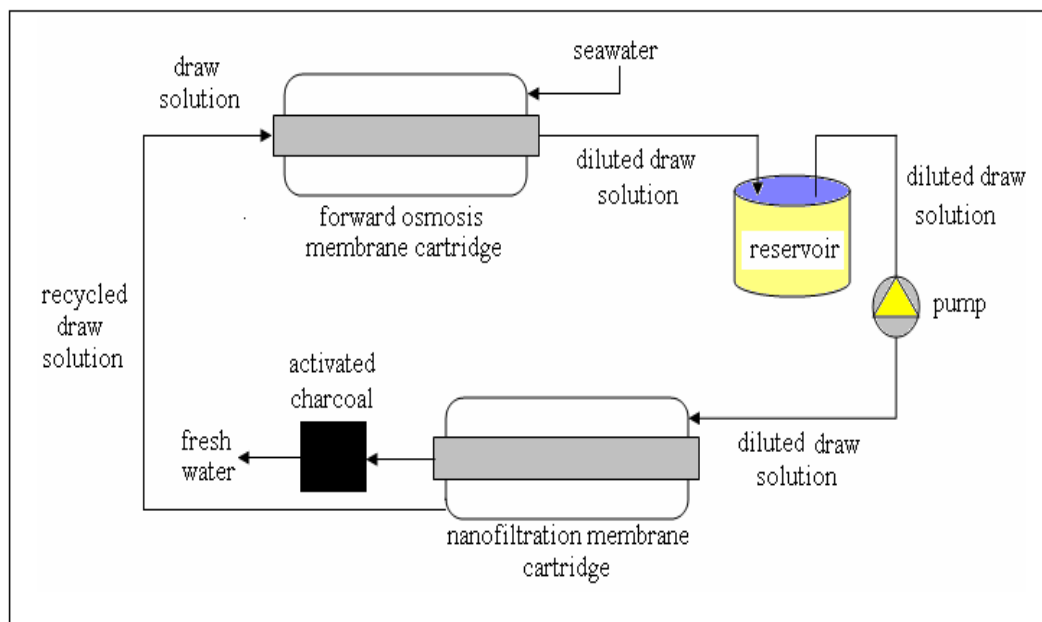 seawater
draw
solution
diluted draw
solution
diluted draw
solution
forward osmosis
membrane cartridge
reservoir
pump
recycled
draw
solution
activated
charcoal
fresh
water
diluted draw
solution
nanofiltration membrane
cartridge